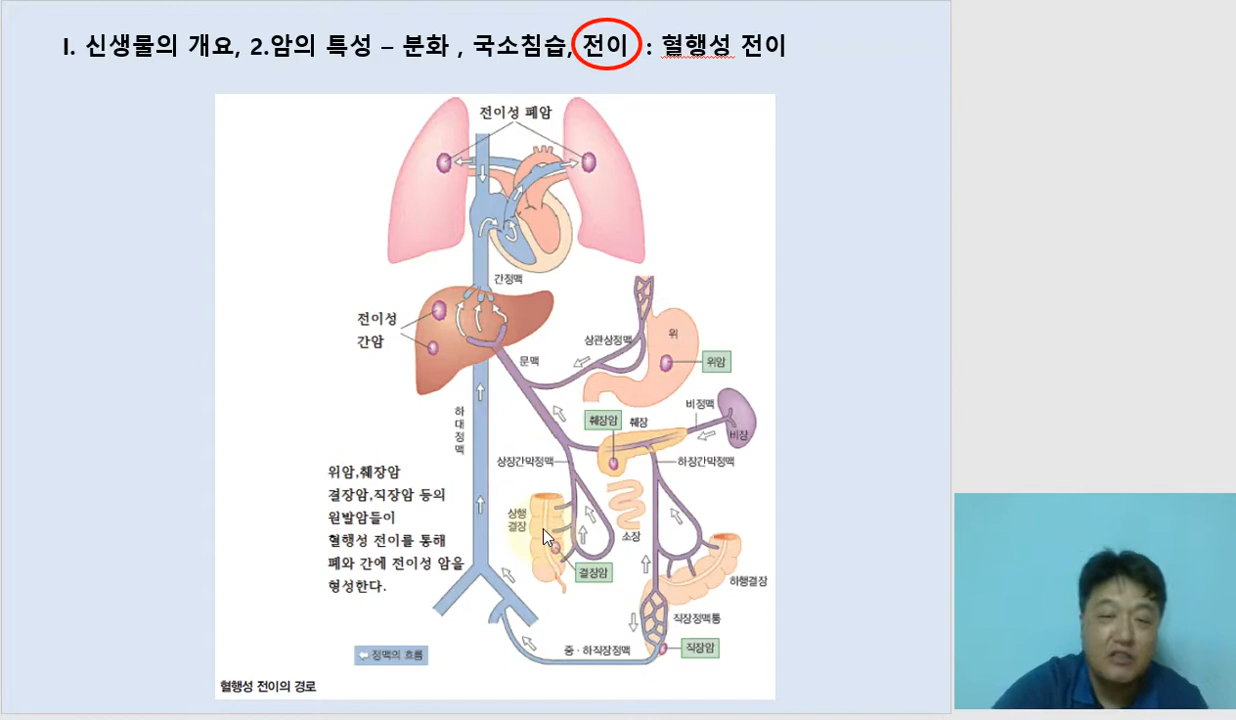 I. 신생물의 개요, 2.암의 특성 – 분화 , 국소침습, 전이 : 혈행성 전이
전이성 폐암
간정맥
전이성
간암
상관상정맥
위
위암
문맥
비정맥
비장
췌장암
췌장
하대정맥
상장간막정맥
하장간막정맥
위암,췌장암
결장암,직장암 등의
원발암들이
혈행성 전이를 통해
폐와 간에 전이성 암을
형성한다.
상행
결장
소장
결장암
하행결장
직장정맥통
직장암
중·하직장정맥
정맥의 흐름
혈행성 전이의 경로